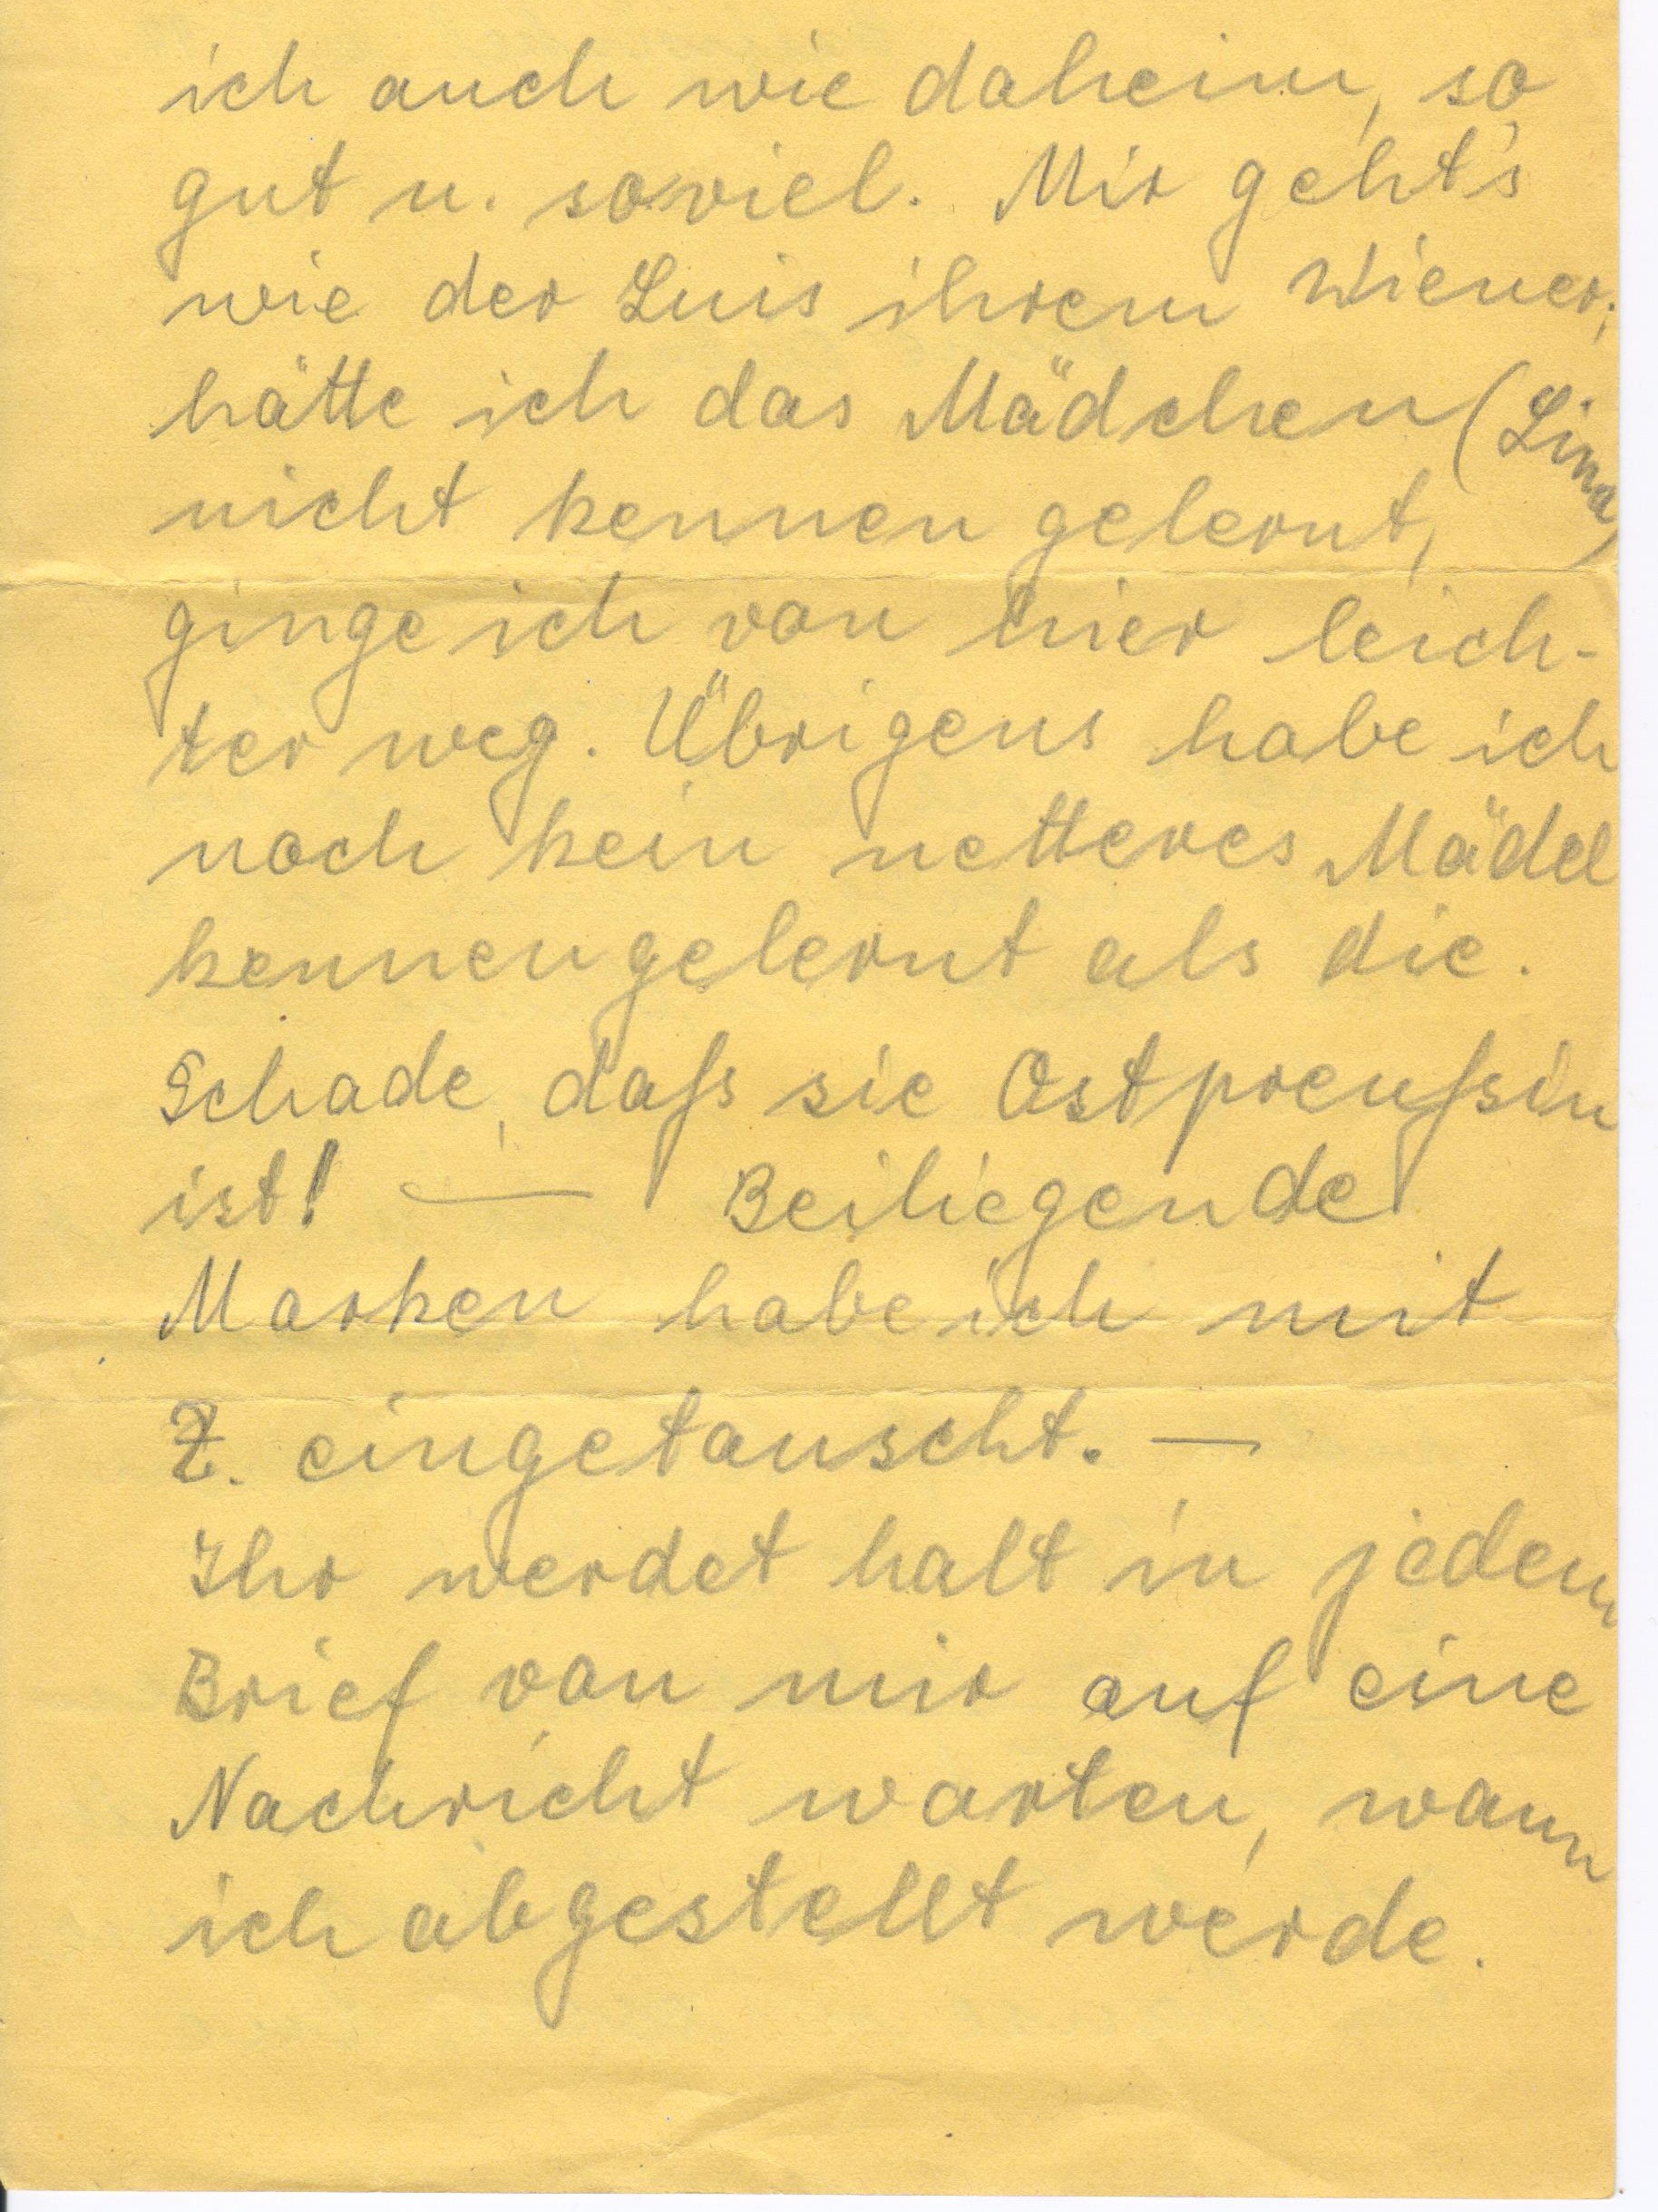 ich auch wie daheim, so
gut u. soviel. Mir geht's
wie der Luis ihrem Wiener;
hätte ich das Mädchen (Lina)
nicht kennen gelernt,
ginge ich von hier leich-
ter weg. Übrigens habe ich
noch kein netteres Mädel
kennengelernt als die.
Schade, dass sie Ostpreussin
ist! — Beiliegende
Marken habe ich mit
Z. eingetauscht. —
Ihr werdet halt in jedem
Brief von mir auf eine
Nachricht warten, wann
ich abgestellt werde.